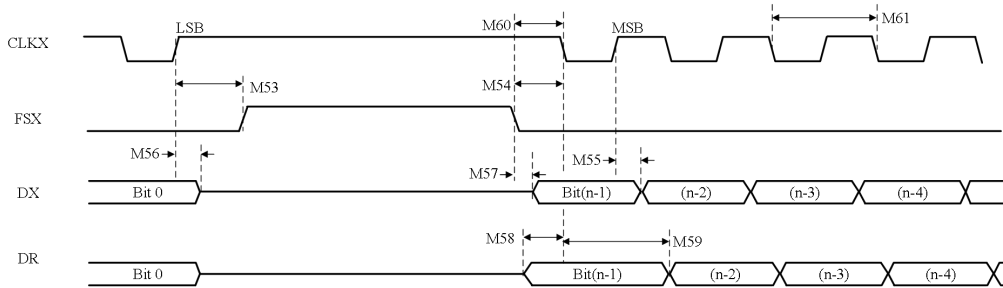 LSB
M60
MSB
M61
CLKX
M53
M54
FSX
M56
M57
M55
DX
Bit 0
Bit(n-1)
(n-2)
(n-3)
(n-4)
M58
M59
DR
Bit 0
Bit(n-1)
(n-2)
(n-3)
(n-4)